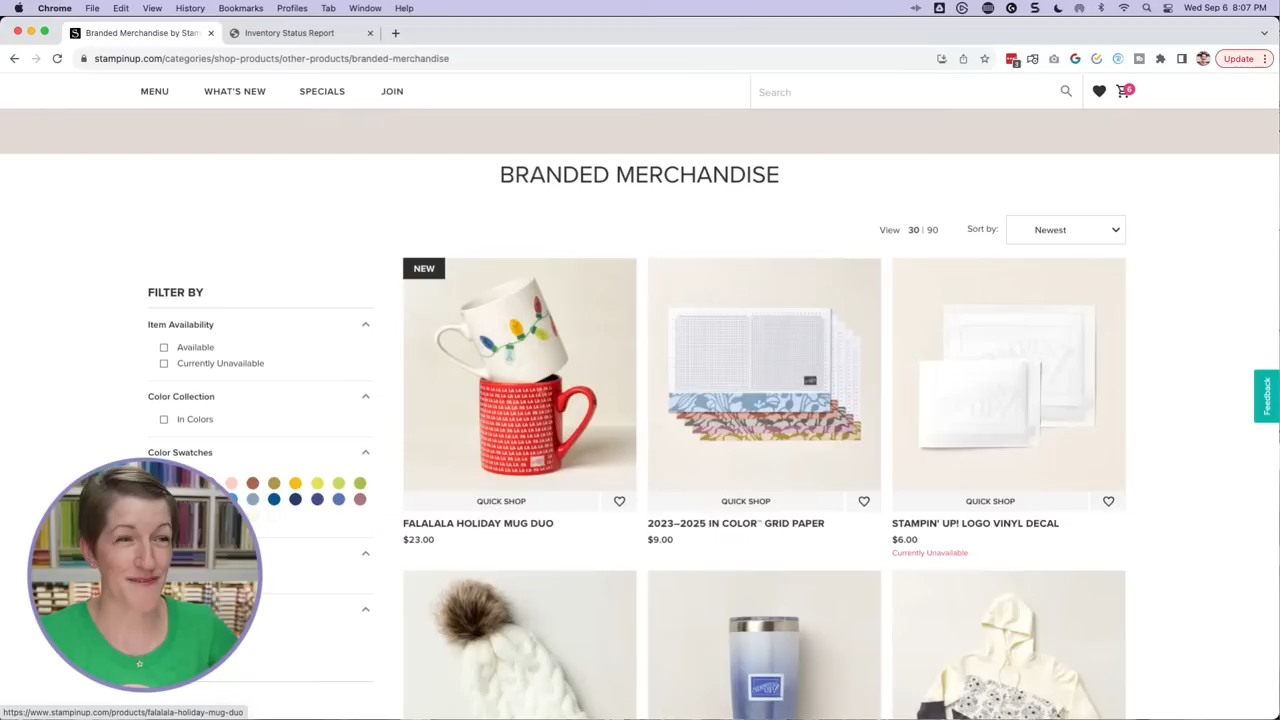 Chrome File Edit View History Bookmarks Profiles Tab Window Help Wed Sep 6 8:07 PM
Branded Merchandise by Stam Inventory Status Report
stampinup.com/categories/shop-products/other-products/branded-merchandise Update
MENU WHAT'S NEW SPECIALS JOIN Search 6
BRANDED MERCHANDISE
View 30 | 90 Sort by: Newest
FILTER BY
Item Availability
Available
Currently Unavailable
Color Collection
In Colors
Color Swatches
NEW
QUICK SHOP QUICK SHOP QUICK SHOP
FALALALA HOLIDAY MUG DUO 2023–2025 IN COLOR™ GRID PAPER STAMPIN' UP! LOGO VINYL DECAL
$23.00 $9.00 $6.00
Currently Unavailable
Feedback
https://www.stampinup.com/products/falalala-holiday-mug-duo